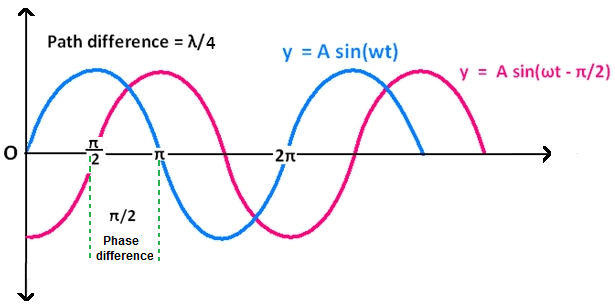 Path difference = λ/4
y = A sin(wt)
y = A sin(ωt - π/2)
O
π
2
π
2π
π/2
Phase
difference